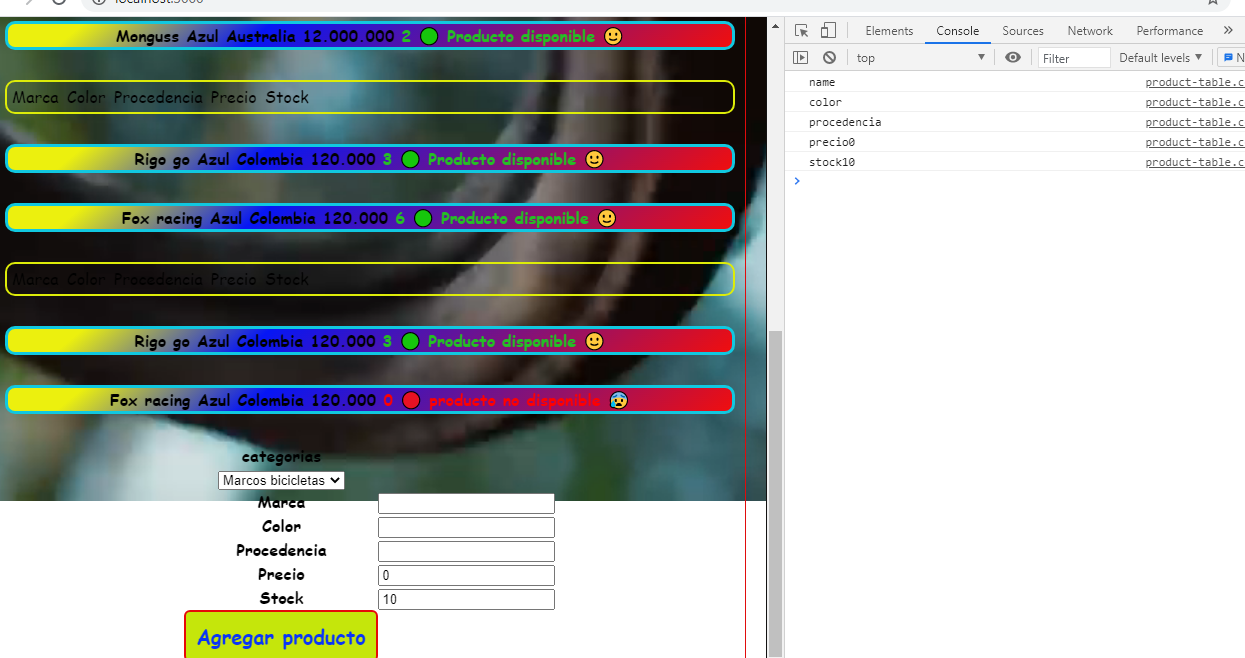 localhost:3000
Monguss Azul Australia 12.000.000 2 🟢 Producto disponible 🙂
Marca Color Procedencia Precio Stock
Rigo go Azul Colombia 120.000 3 🟢 Producto disponible 🙂
Fox racing Azul Colombia 120.000 6 🟢 Producto disponible 🙂
Marca Color Procedencia Precio Stock
Rigo go Azul Colombia 120.000 3 🟢 Producto disponible 🙂
Fox racing Azul Colombia 120.000 0 🔴 producto no disponible 😰
categorias
Marcos bicicletas
Marca
Color
Procedencia
Precio 0
Stock 10
Agregar producto
Elements Console Sources Network Performance »
top Filter Default levels ▼ N
name product-table.c
color product-table.c
procedencia product-table.c
precio0 product-table.c
stock10 product-table.c